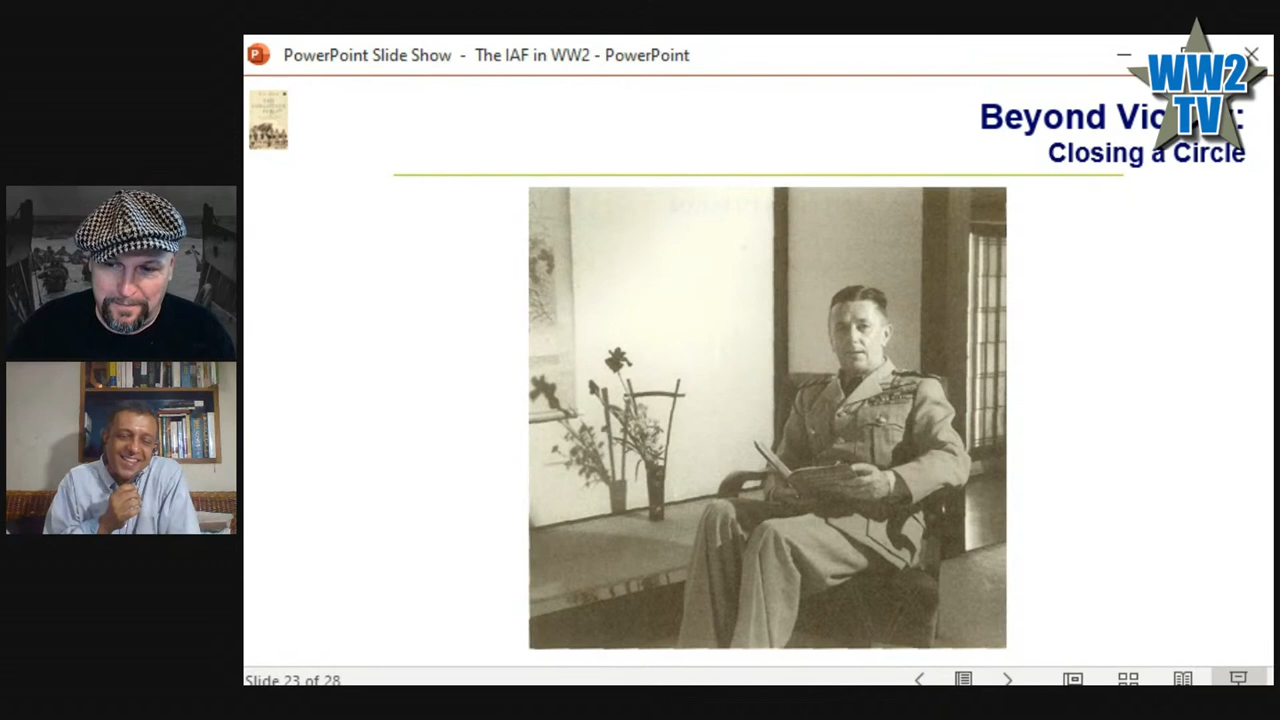 PowerPoint Slide Show - The IAF in WW2 - PowerPoint
WW2
TV
Beyond Vic :
Closing a Circle
Slide 23 of 28